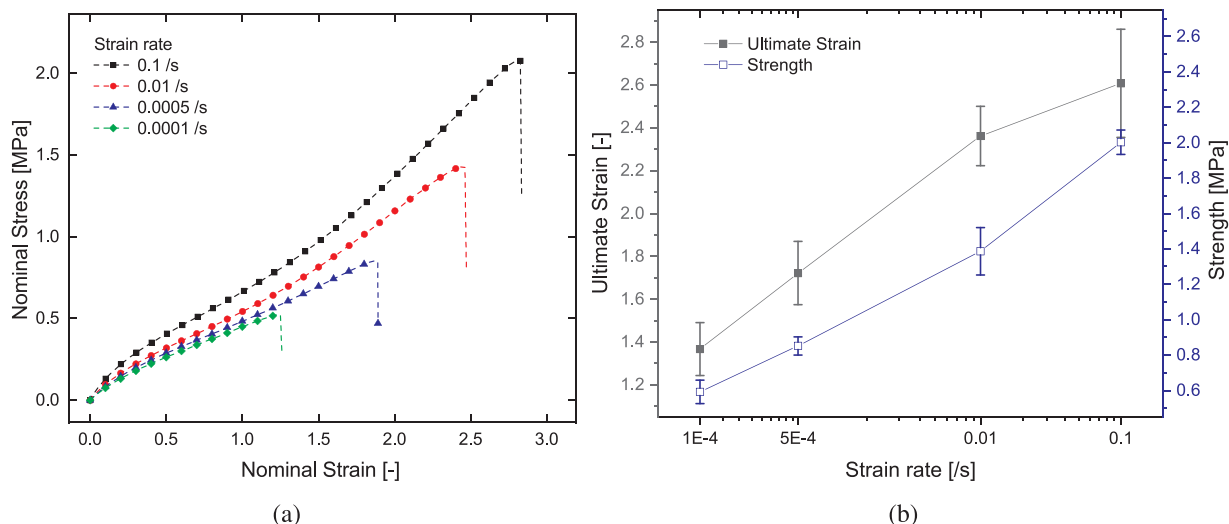 Strain rate
0.1 /s
0.01 /s
0.0005 /s
0.0001 /s
Nominal Stress [MPa]
2.0
1.5
1.0
0.5
0.0
0.0 0.5 1.0 1.5 2.0 2.5 3.0
Nominal Strain [-]
(a)
Ultimate Strain
Strength
Ultimate Strain [-]
2.8
2.6
2.4
2.2
2.0
1.8
1.6
1.4
1.2
2.6
2.4
2.2
2.0
1.8
1.6
1.4
1.2
1.0
0.8
0.6
Strength [MPa]
1E-4 5E-4 0.01 0.1
Strain rate [/s]
(b)